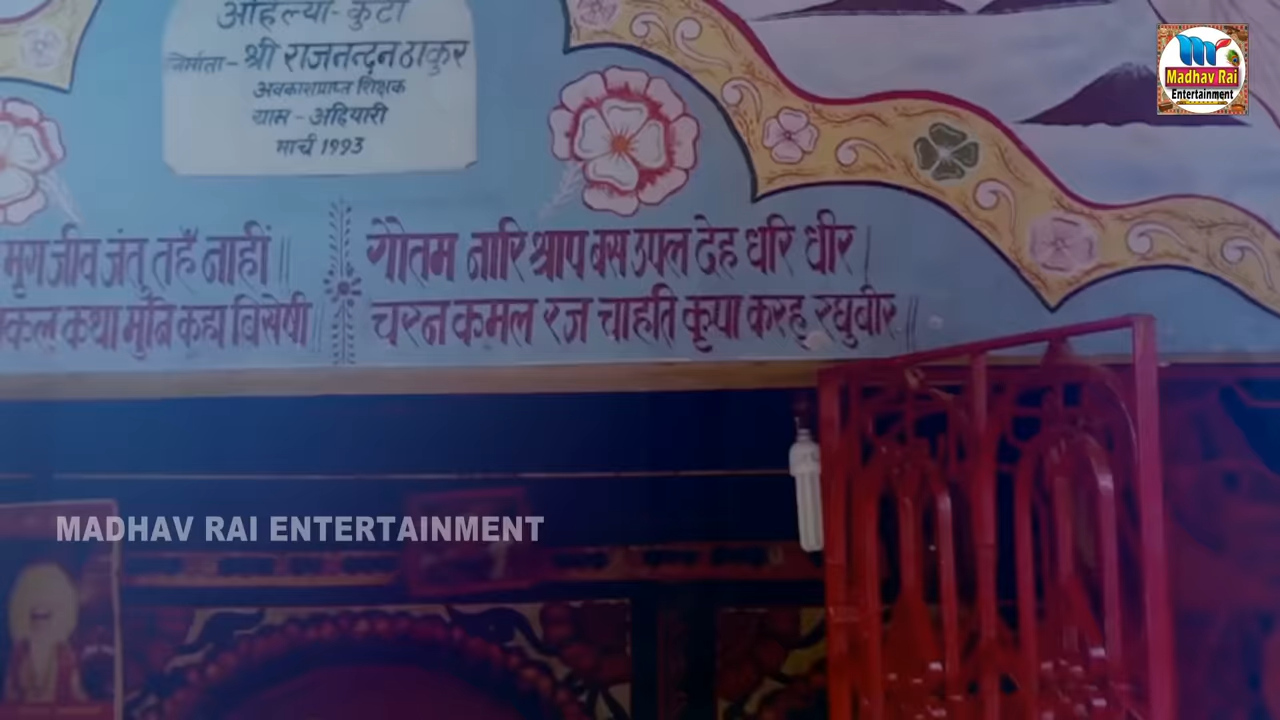 अहिल्या- कुटी
निर्माता- श्री राजनन्दन ठाकुर
अवकाशप्राप्त शिक्षक
ग्राम - अहियारी
मार्च 1993
मृग जीव जंतु तहँ नाहीं ॥
सकल कथा मुनि कहा बिसेषी ॥
गौतम नारि श्राप बस उपल देह धरि धीर ।
चरन कमल रज चाहति कृपा करहु रघुबीर ॥
Madhav Rai
Entertainment
MADHAV RAI ENTERTAINMENT